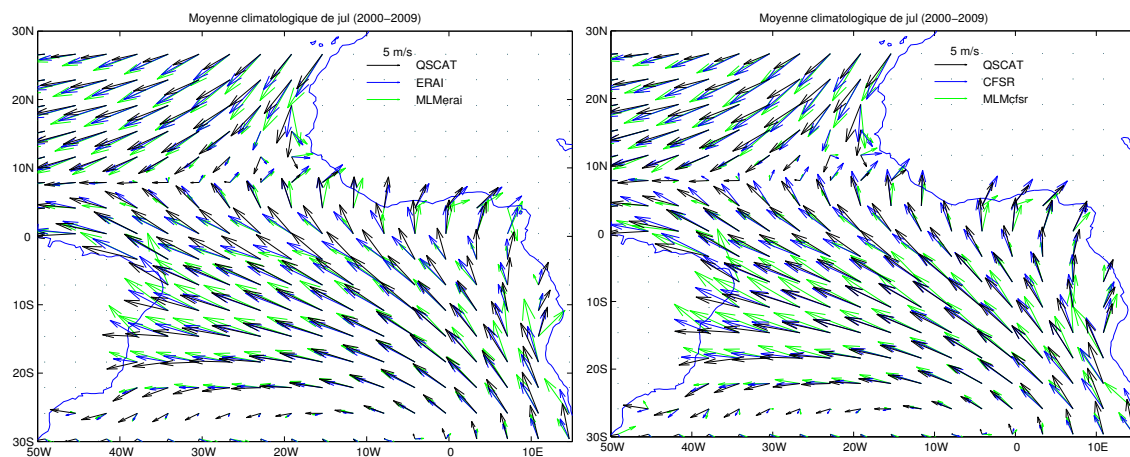 Moyenne climatologique de jul (2000−2009)
30N
20N
10N
0
10S
20S
30S
50W 40W 30W 20W 10W 0 10E
5 m/s
QSCAT
ERAI
MLMerai
Moyenne climatologique de jul (2000−2009)
30N
20N
10N
0
10S
20S
30S
50W 40W 30W 20W 10W 0 10E
5 m/s
QSCAT
CFSR
MLMcfsr